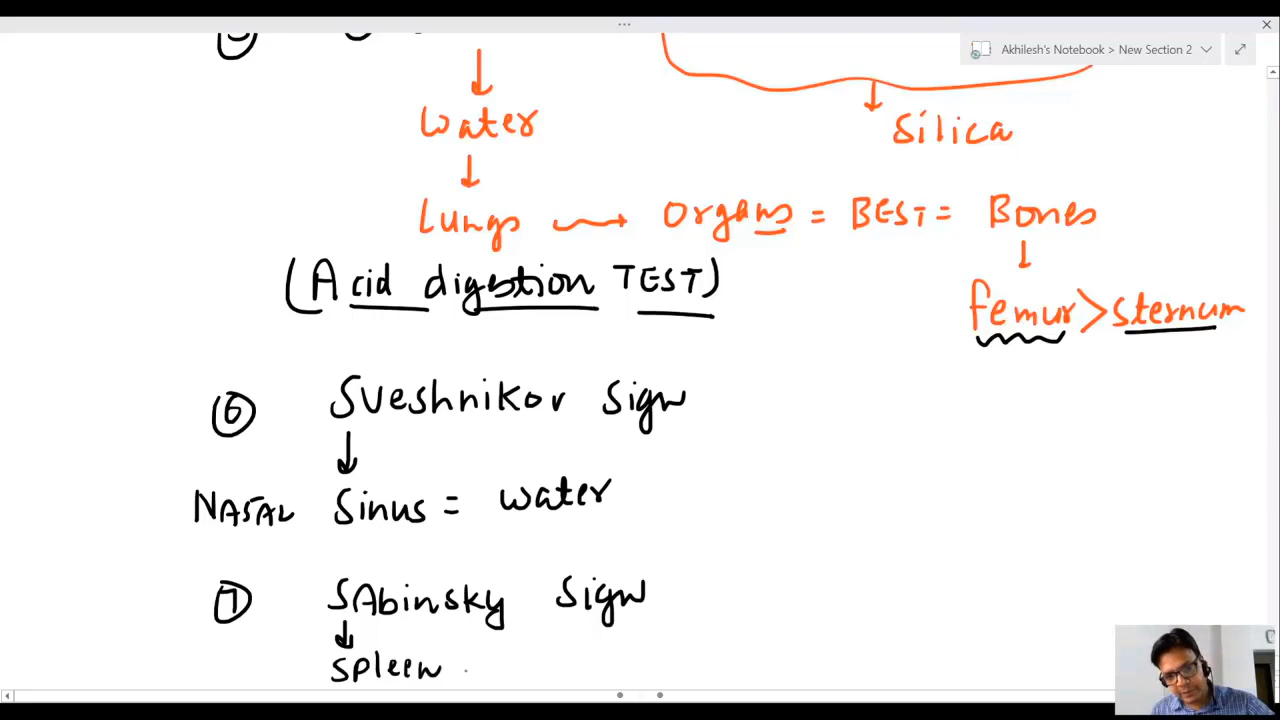 Akhilesh's Notebook > New Section 2
Water
Silica
Lungs → Organs = BEST = Bones
(Acid digestion TEST)
femur > sternum
⑥ Sveshnikov Sign
NASAL Sinus = water
⑦ SAbinsky Sign
Spleen